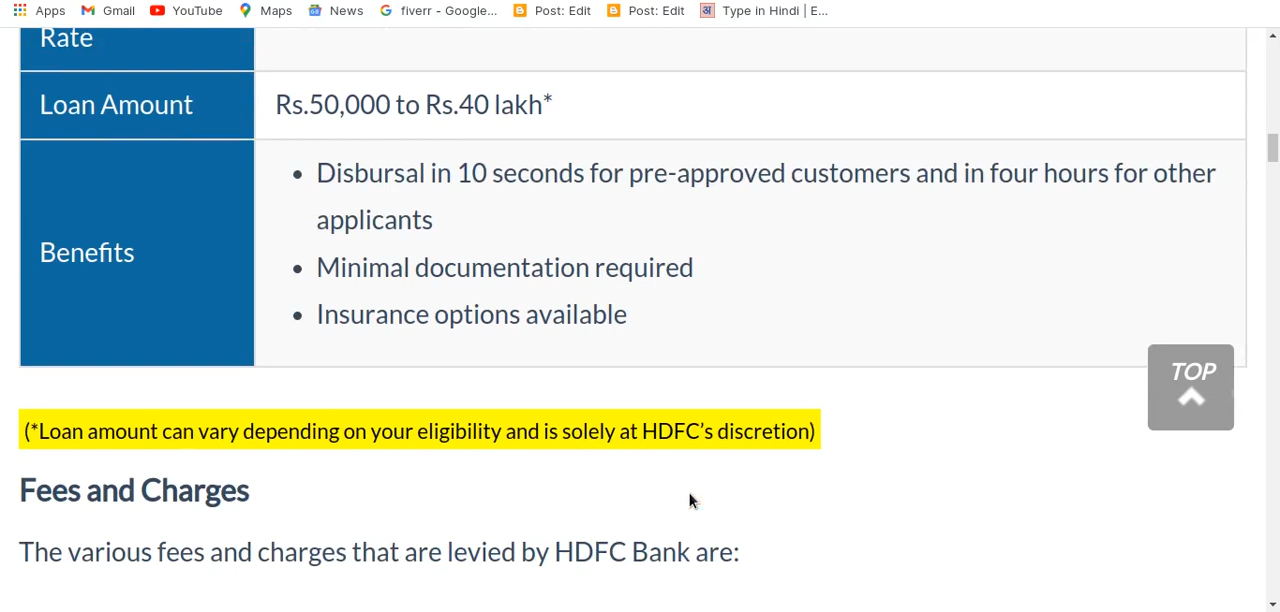 Apps Gmail YouTube Maps News fiverr - Google... Post: Edit Post: Edit अ Type in Hindi | E...
Rate
Loan Amount Rs.50,000 to Rs.40 lakh*
Benefits
• Disbursal in 10 seconds for pre-approved customers and in four hours for other
applicants
• Minimal documentation required
• Insurance options available
TOP
(*Loan amount can vary depending on your eligibility and is solely at HDFC’s discretion)
Fees and Charges
The various fees and charges that are levied by HDFC Bank are: